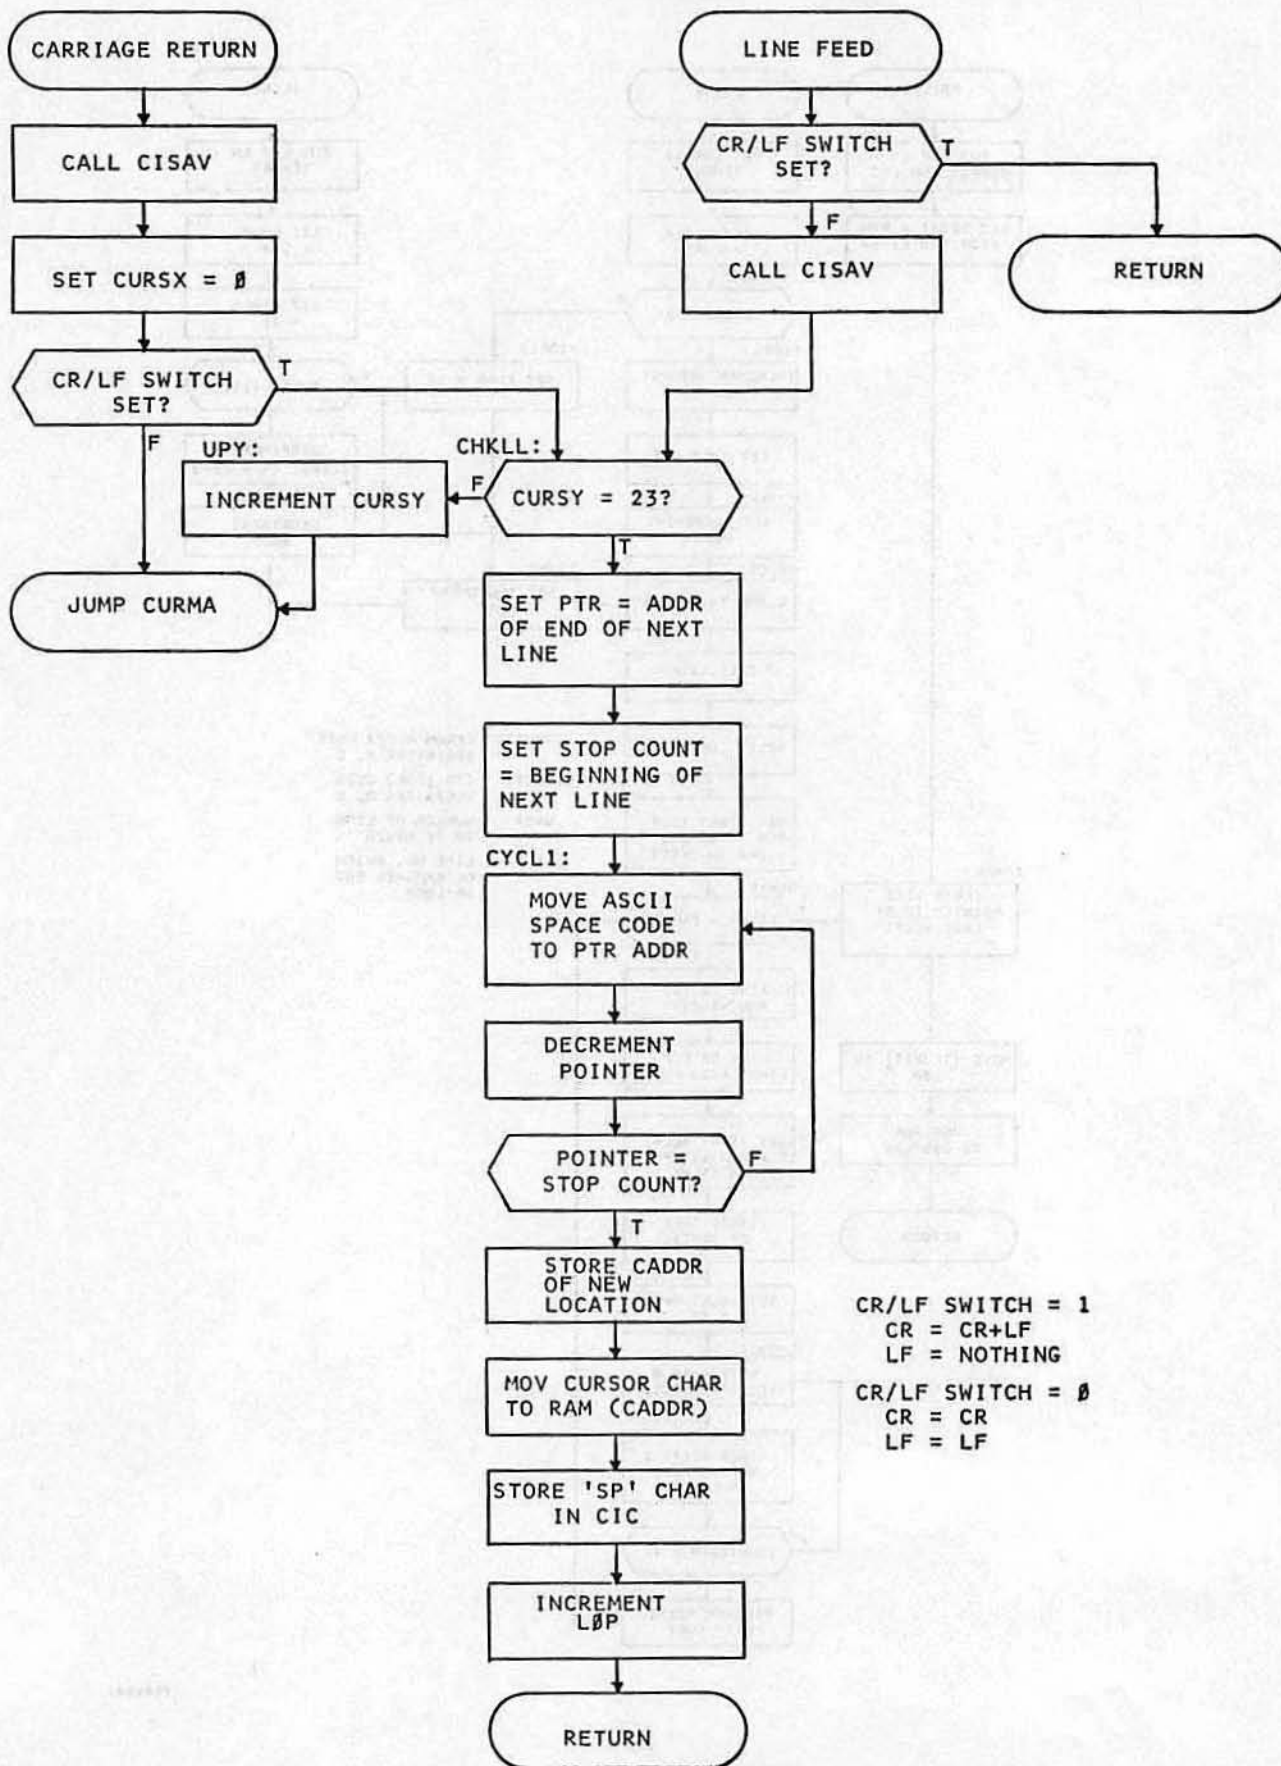 CARRIAGE RETURN
CALL CISAV
SET CURSX = Ø
CR/LF SWITCH
SET?
T
F
UPY:
INCREMENT CURSY
JUMP CURMA
LINE FEED
CR/LF SWITCH
SET?
T
F
CALL CISAV
RETURN
CHKLL:
CURSY = 23?
F
T
SET PTR = ADDR
OF END OF NEXT
LINE
SET STOP COUNT
= BEGINNING OF
NEXT LINE
CYCL1:
MOVE ASCII
SPACE CODE
TO PTR ADDR
DECREMENT
POINTER
POINTER =
STOP COUNT?
F
T
STORE CADDR
OF NEW
LOCATION
MOV CURSOR CHAR
TO RAM (CADDR)
STORE 'SP' CHAR
IN CIC
INCREMENT
LØP
RETURN
CR/LF SWITCH = 1
CR = CR+LF
LF = NOTHING
CR/LF SWITCH = Ø
CR = CR
LF = LF